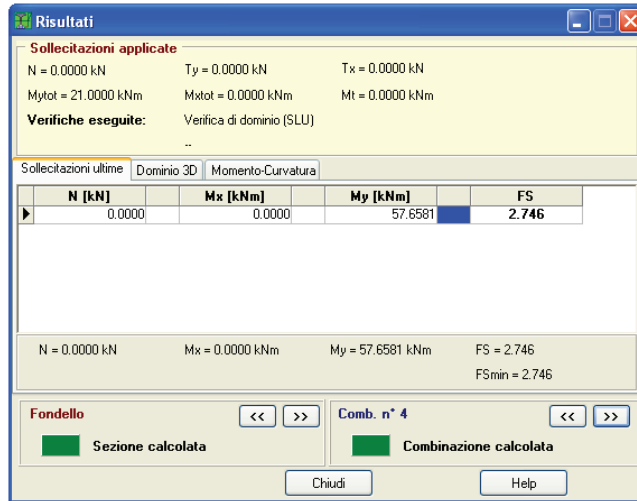 Risultati
Sollecitazioni applicate
N = 0.0000 kN Ty = 0.0000 kN Tx = 0.0000 kN
Mytot = 21.0000 kNm Mxtot = 0.0000 kNm Mt = 0.0000 kNm
Verifiche eseguite: Verifica di dominio (SLU)
--
Sollecitazioni ultime Dominio 3D Momento-Curvatura
N [kN] Mx [kNm] My [kNm] FS
0.0000 0.0000 57.6581 2.746
N = 0.0000 kN Mx = 0.0000 kNm My = 57.6581 kNm FS = 2.746
FSmin = 2.746
Fondello << >> Comb. n° 4 << >>
Sezione calcolata Combinazione calcolata
Chiudi Help